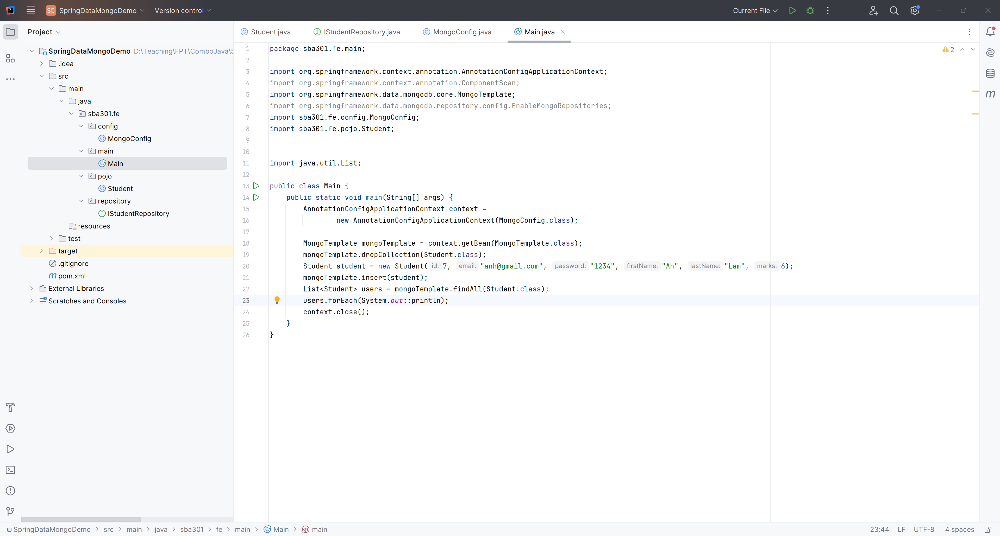 SD SpringDataMongoDemo Version control Current File
Project
Student.java IStudentRepository.java MongoConfig.java Main.java
SpringDataMongoDemo D:\Teaching\FPT\ComboJava\S
.idea
src
main
java
sba301.fe
config
MongoConfig
main
Main
pojo
Student
repository
IStudentRepository
resources
test
target
.gitignore
pom.xml
External Libraries
Scratches and Consoles
2
1 package sba301.fe.main;
2
3 import org.springframework.context.annotation.AnnotationConfigApplicationContext;
4 import org.springframework.context.annotation.ComponentScan;
5 import org.springframework.data.mongodb.core.MongoTemplate;
6 import org.springframework.data.mongodb.repository.config.EnableMongoRepositories;
7 import sba301.fe.config.MongoConfig;
8 import sba301.fe.pojo.Student;
9
10
11 import java.util.List;
12
13 public class Main {
14 public static void main(String[] args) {
15 AnnotationConfigApplicationContext context =
16 new AnnotationConfigApplicationContext(MongoConfig.class);
17
18 MongoTemplate mongoTemplate = context.getBean(MongoTemplate.class);
19 mongoTemplate.dropCollection(Student.class);
20 Student student = new Student( id: 7, email: "anh@gmail.com", password: "1234", firstName: "An", lastName: "Lam", marks: 6);
21 mongoTemplate.insert(student);
22 List<Student> users = mongoTemplate.findAll(Student.class);
23 users.forEach(System.out::println);
24 context.close();
25 }
26 }
SpringDataMongoDemo > src > main > java > sba301 > fe > main > Main > main 23:44 LF UTF-8 4 spaces